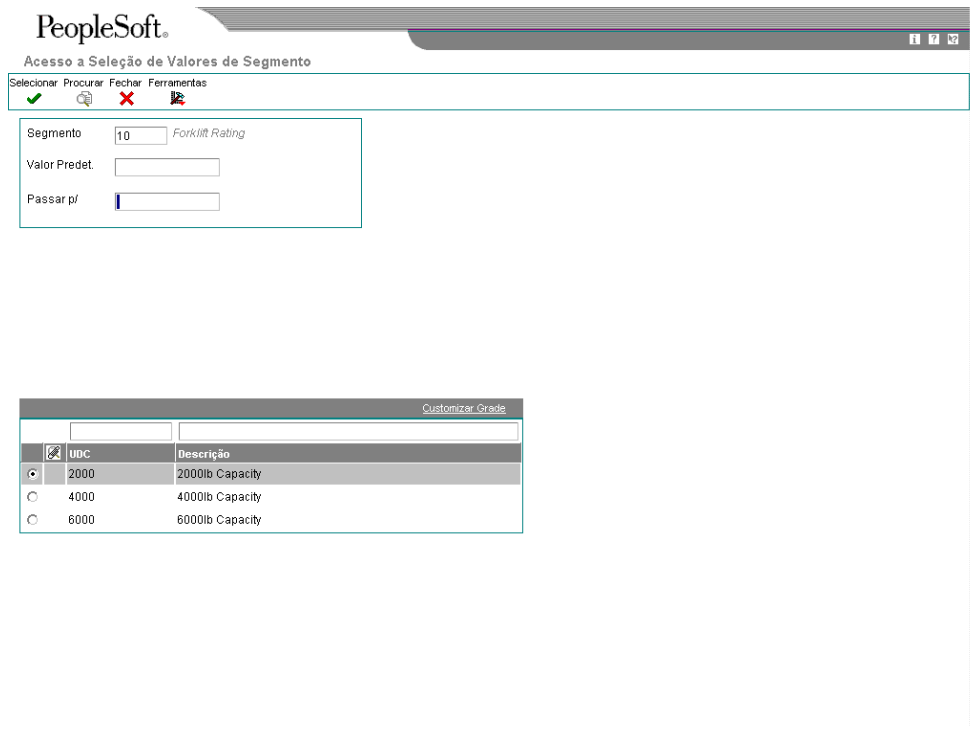 PeopleSoft®
Acesso a Seleção de Valores de Segmento
Selecionar Procurar Fechar Ferramentas
Segmento 10 Forklift Rating
Valor Predet.
Passar p/
Customizar Grade
UDC Descrição
2000 2000lb Capacity
4000 4000lb Capacity
6000 6000lb Capacity